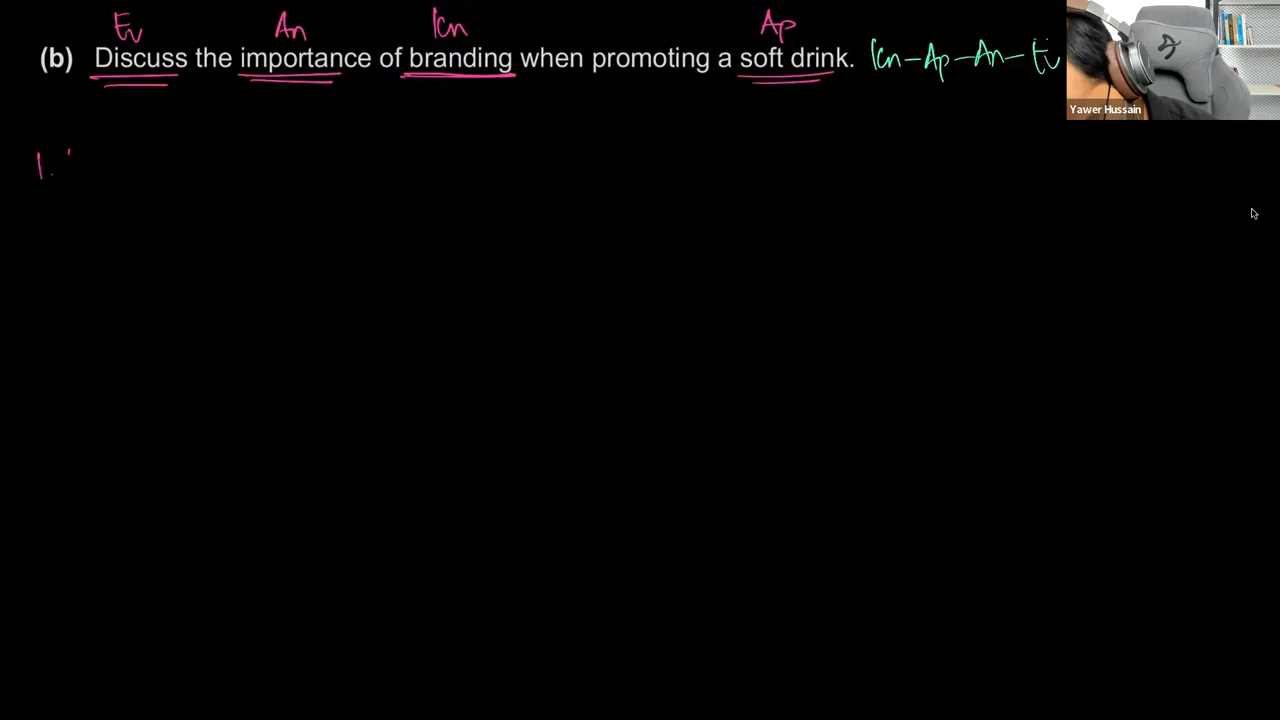 Ev An Kn Ap
(b) Discuss the importance of branding when promoting a soft drink. Kn-Ap-An-Ev
Yawer Hussain
1.